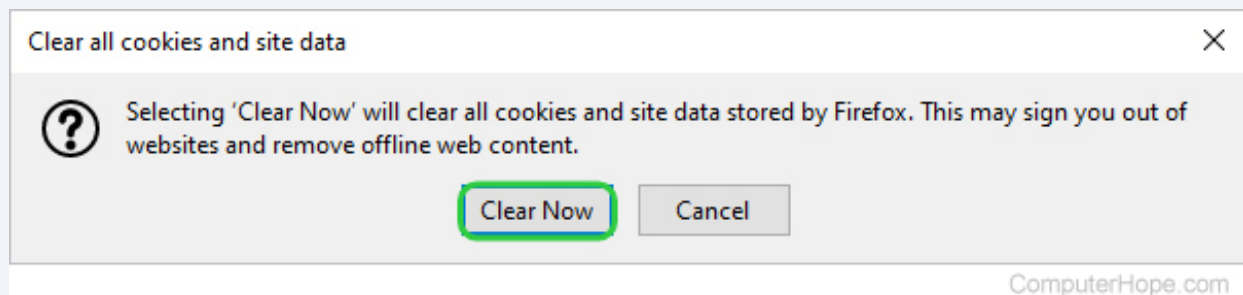 Clear all cookies and site data
Selecting ‘Clear Now’ will clear all cookies and site data stored by Firefox. This may sign you out of
websites and remove offline web content.
Clear Now
Cancel
ComputerHope.com